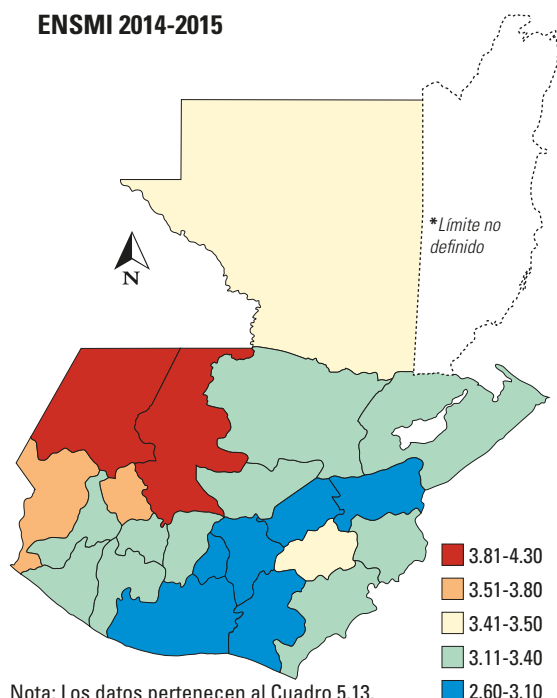 ENSMI 2014-2015
*Límite no
definido
N
3.81-4.30
3.51-3.80
3.41-3.50
3.11-3.40
2.60-3.10
Nota: Los datos pertenecen al Cuadro 5.13.